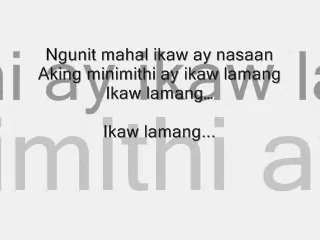 Ngunit mahal ikaw ay nasaan
Aking minimithi ay ikaw lamang
Ikaw lamang...
Ikaw lamang...